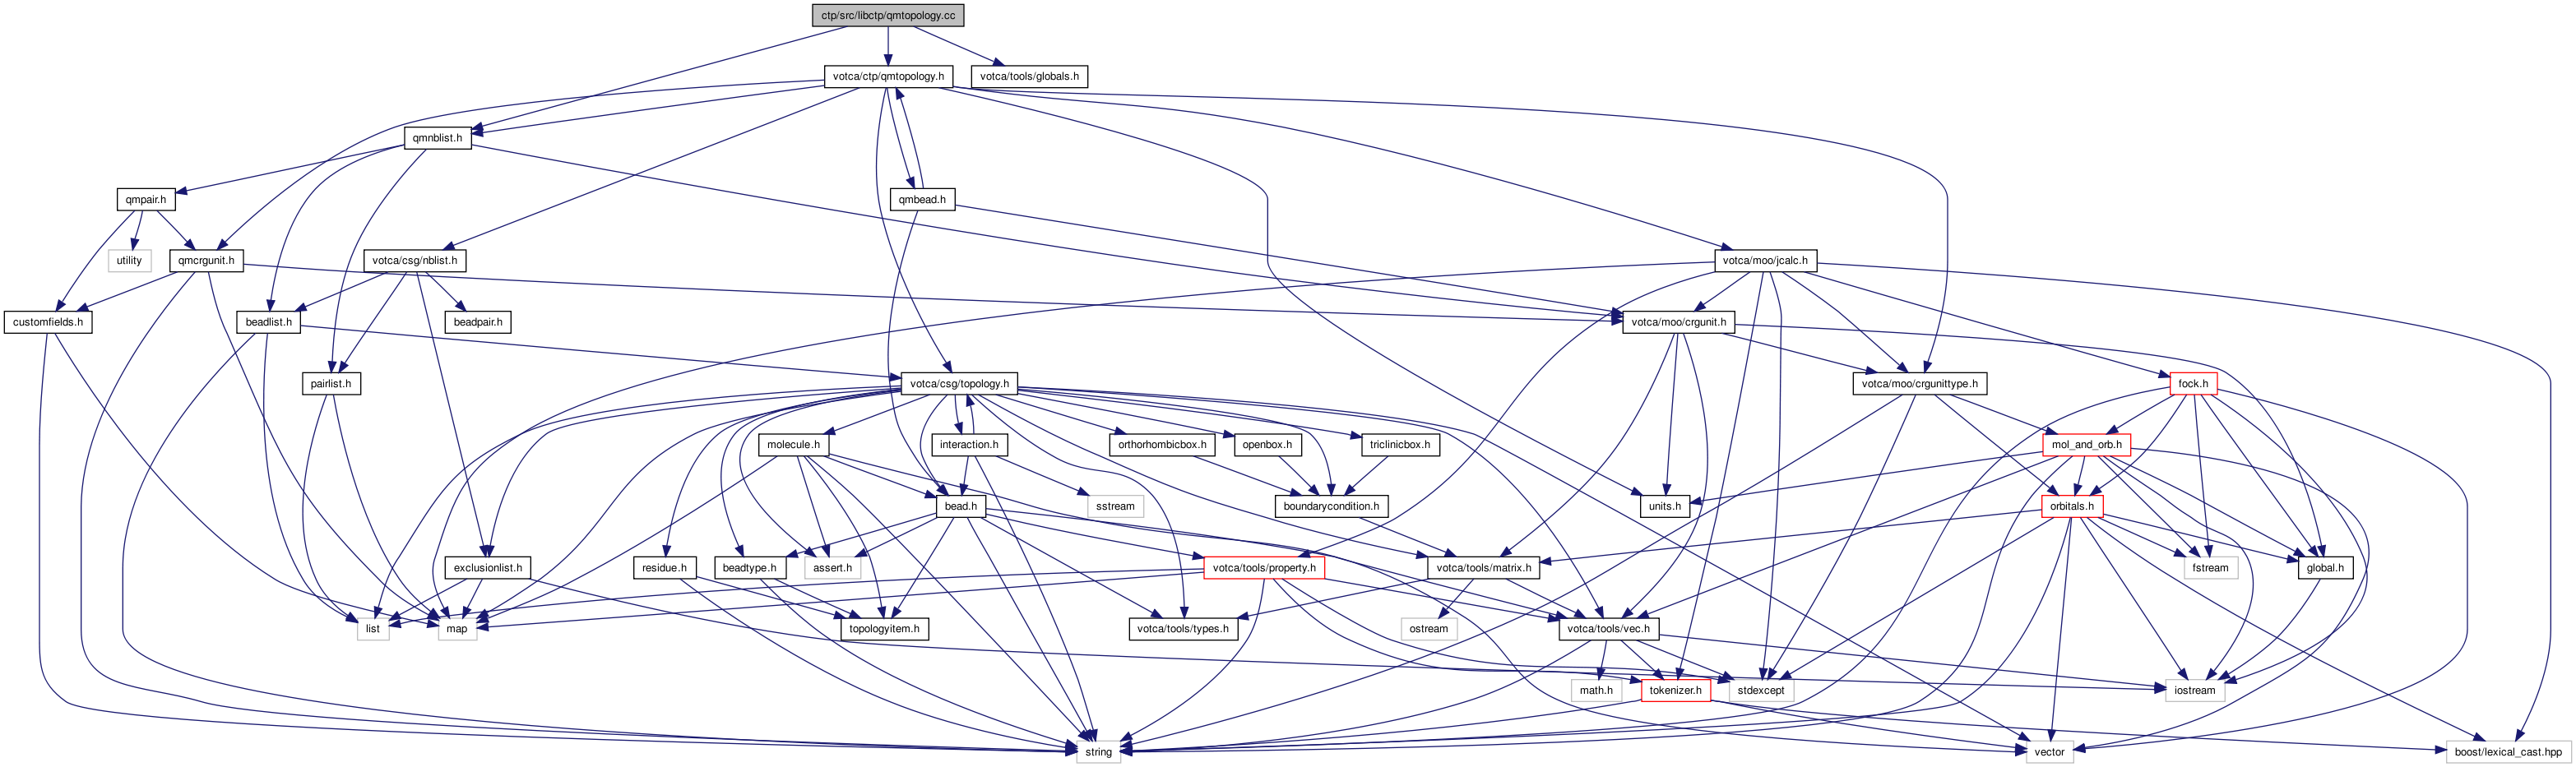 ctp/src/libctp/qmtopology.cc
votca/ctp/qmtopology.h
votca/tools/globals.h
qmnblist.h
qmpair.h
qmbead.h
utility
qmcrgunit.h
votca/csg/nblist.h
votca/moo/jcalc.h
customfields.h
beadlist.h
beadpair.h
votca/moo/crgunit.h
pairlist.h
votca/csg/topology.h
votca/moo/crgunittype.h
fock.h
molecule.h
interaction.h
orthorhombicbox.h
openbox.h
triclinicbox.h
mol_and_orb.h
bead.h
sstream
boundarycondition.h
units.h
orbitals.h
exclusionlist.h
residue.h
beadtype.h
assert.h
votca/tools/property.h
votca/tools/matrix.h
fstream
global.h
list
map
topologyitem.h
votca/tools/types.h
ostream
votca/tools/vec.h
math.h
tokenizer.h
stdexcept
iostream
string
vector
boost/lexical_cast.hpp